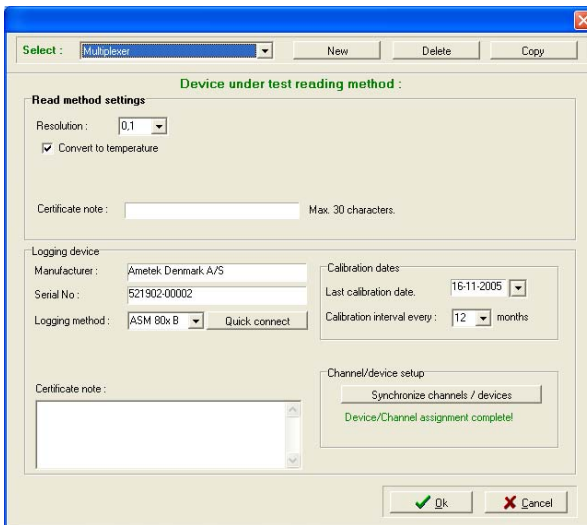 Select : Multiplexer New Delete Copy
Device under test reading method :
Read method settings
Resolution : 0,1
Convert to temperature
Certificate note : Max. 30 characters.
Logging device
Manufacturer : Ametek Denmark A/S
Serial No : 521902-00002
Logging method : ASM 80x B Quick connect
Certificate note :
Calibration dates
Last calibration date. 16-11-2005
Calibration interval every : 12 months
Channel/device setup
Synchronize channels / devices
Device/Channel assignment complete!
Ok Cancel